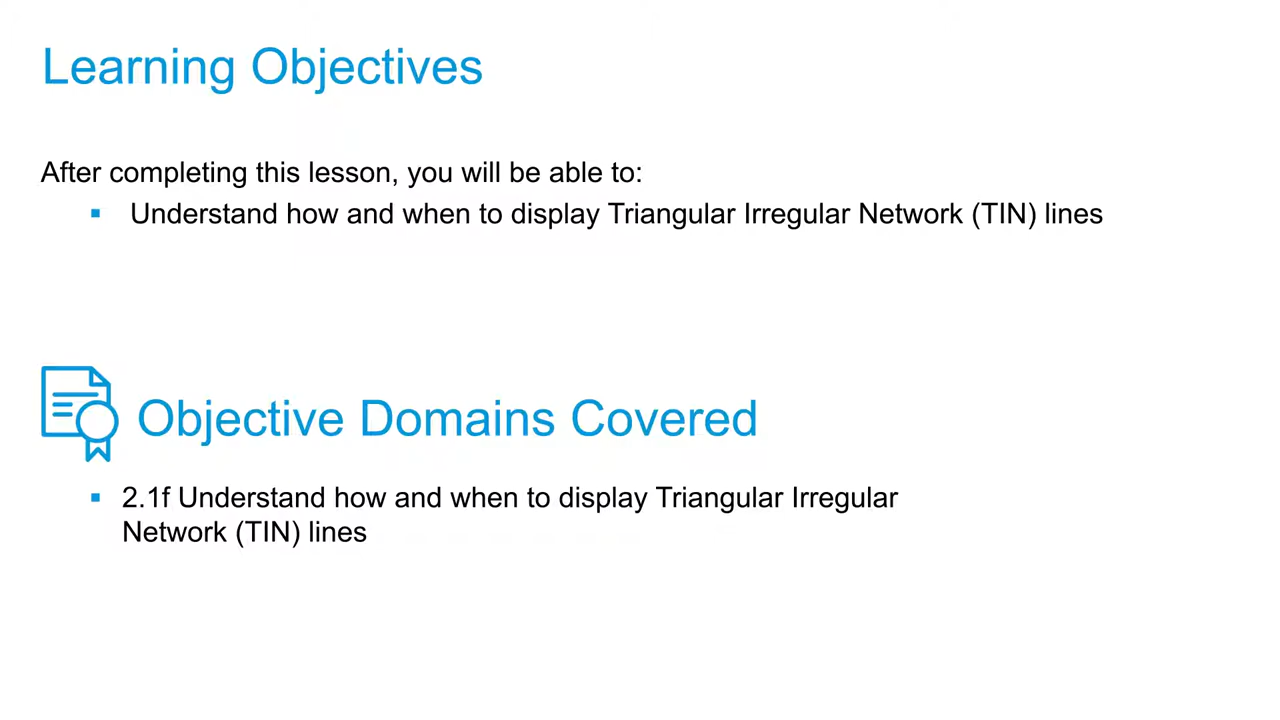 Learning Objectives
After completing this lesson, you will be able to:
▪ Understand how and when to display Triangular Irregular Network (TIN) lines
Objective Domains Covered
▪ 2.1f Understand how and when to display Triangular Irregular
Network (TIN) lines